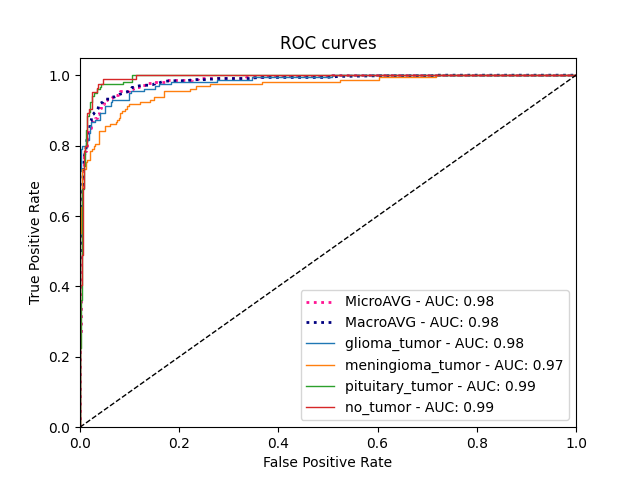 ROC curves
True Positive Rate
1.0
0.8
0.6
0.4
0.2
0.0
MicroAVG - AUC: 0.98
MacroAVG - AUC: 0.98
glioma_tumor - AUC: 0.98
meningioma_tumor - AUC: 0.97
pituitary_tumor - AUC: 0.99
no_tumor - AUC: 0.99
0.0 0.2 0.4 0.6 0.8 1.0
False Positive Rate